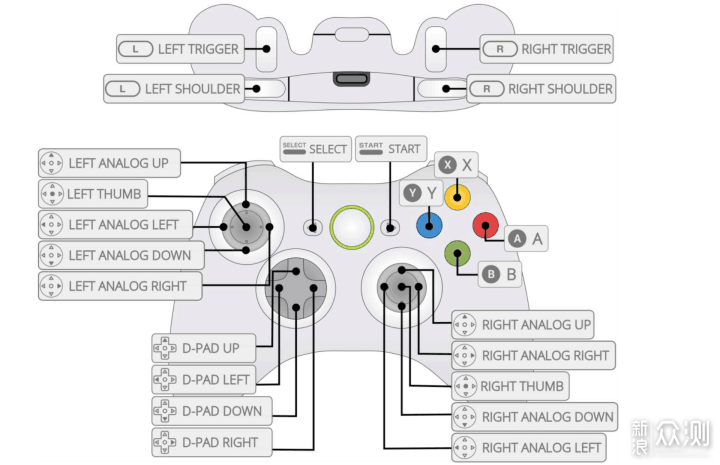 L LEFT TRIGGER
R RIGHT TRIGGER
L LEFT SHOULDER
R RIGHT SHOULDER
SELECT SELECT
START START
X X
LEFT ANALOG UP
Y Y
LEFT THUMB
LEFT ANALOG LEFT
A A
LEFT ANALOG DOWN
B B
LEFT ANALOG RIGHT
RIGHT ANALOG UP
D-PAD UP
RIGHT ANALOG RIGHT
D-PAD LEFT
RIGHT THUMB
D-PAD DOWN
RIGHT ANALOG DOWN
D-PAD RIGHT
RIGHT ANALOG LEFT
新浪
众测